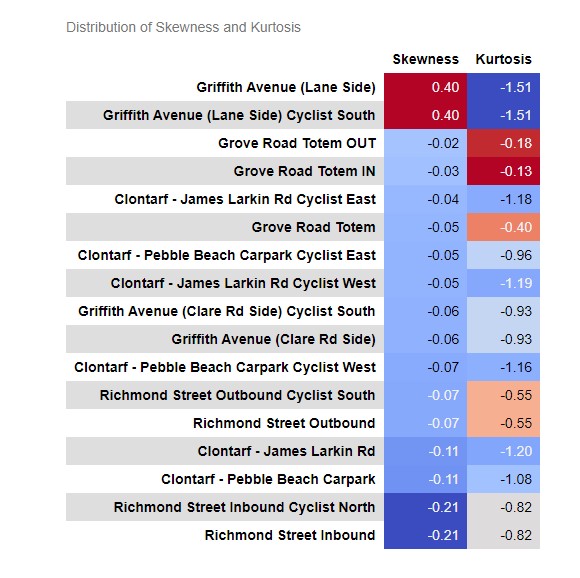 Distribution of Skewness and Kurtosis
Skewness Kurtosis
Griffith Avenue (Lane Side) 0.40 -1.51
Griffith Avenue (Lane Side) Cyclist South 0.40 -1.51
Grove Road Totem OUT -0.02 -0.18
Grove Road Totem IN -0.03 -0.13
Clontarf - James Larkin Rd Cyclist East -0.04 -1.18
Grove Road Totem -0.05 -0.40
Clontarf - Pebble Beach Carpark Cyclist East -0.05 -0.96
Clontarf - James Larkin Rd Cyclist West -0.05 -1.19
Griffith Avenue (Clare Rd Side) Cyclist South -0.06 -0.93
Griffith Avenue (Clare Rd Side) -0.06 -0.93
Clontarf - Pebble Beach Carpark Cyclist West -0.07 -1.16
Richmond Street Outbound Cyclist South -0.07 -0.55
Richmond Street Outbound -0.07 -0.55
Clontarf - James Larkin Rd -0.11 -1.20
Clontarf - Pebble Beach Carpark -0.11 -1.08
Richmond Street Inbound Cyclist North -0.21 -0.82
Richmond Street Inbound -0.21 -0.82